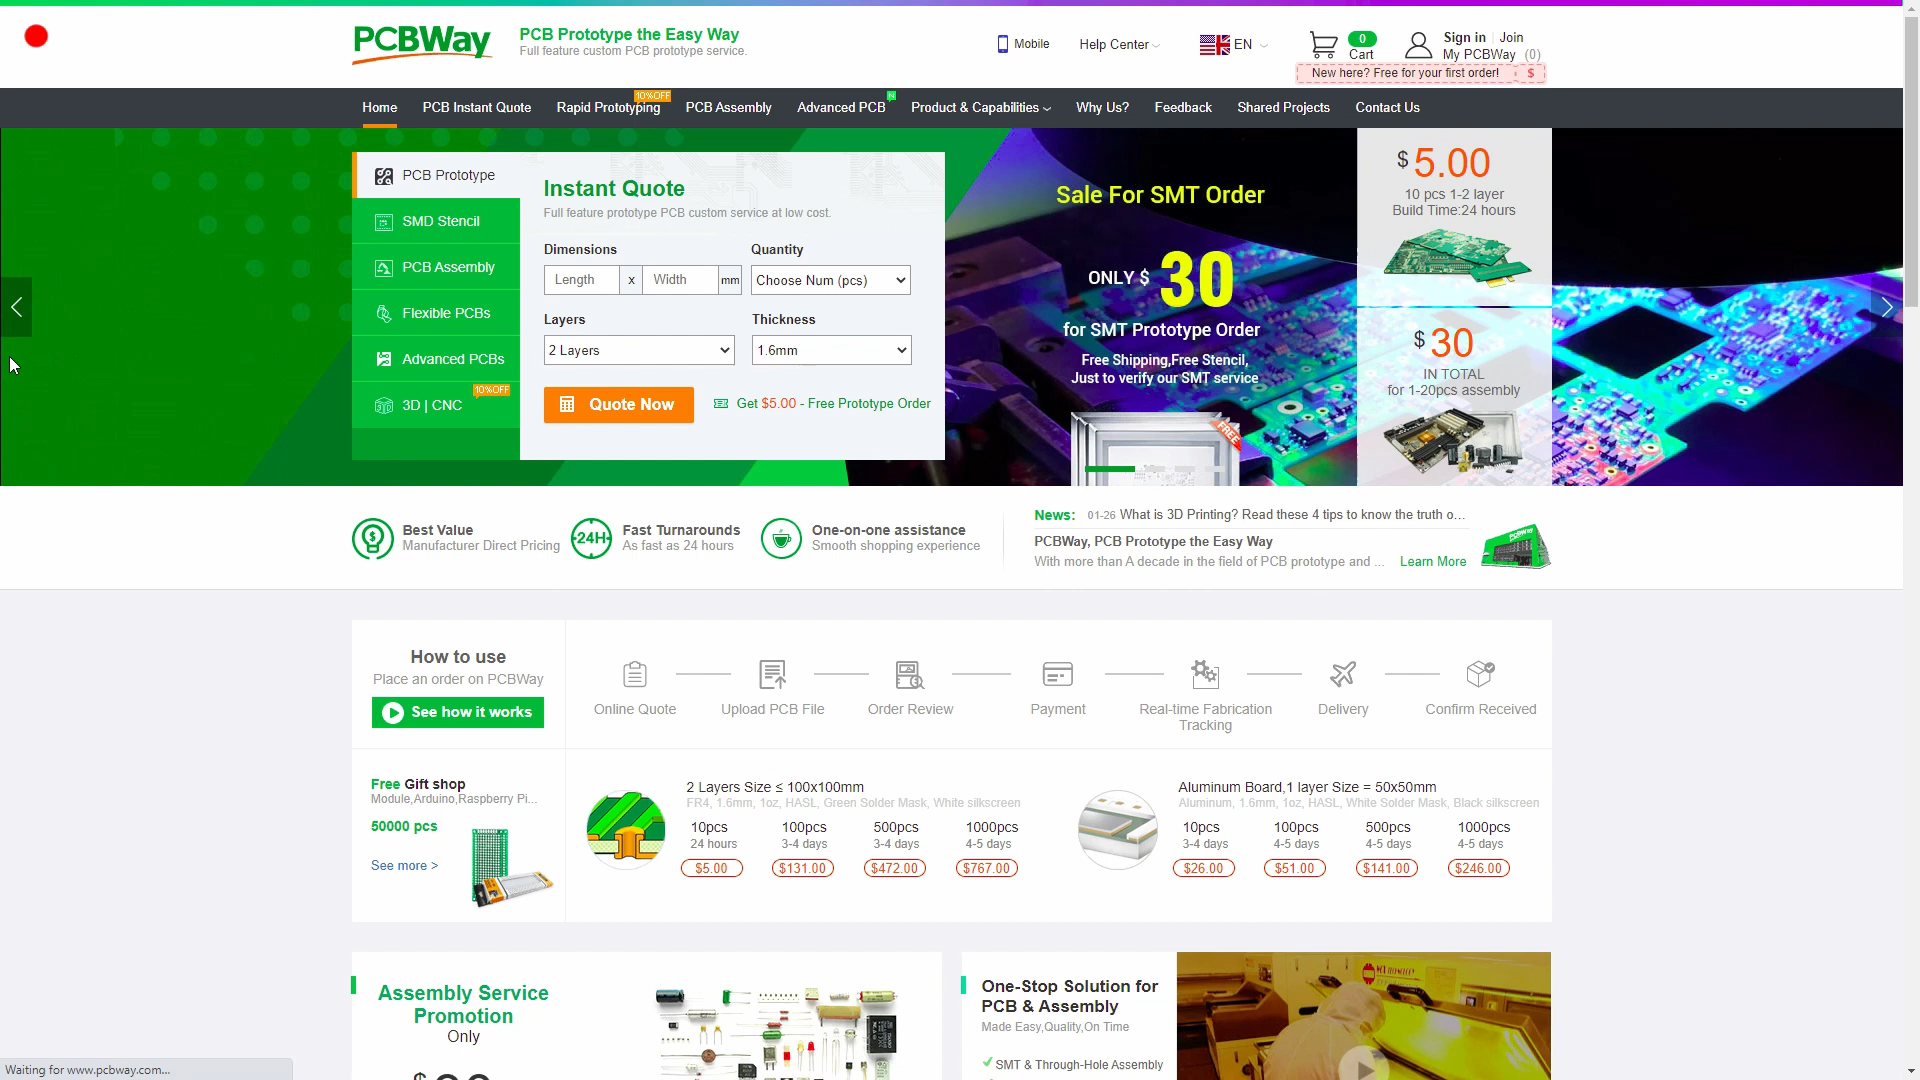 PCBWay
PCB Prototype the Easy Way
Full feature custom PCB prototype service.
Mobile
Help Center
EN
0
Cart
Sign in
Join
My PCBWay (0)
New here? Free for your first order!
$
Home
PCB Instant Quote
Rapid Prototyping
10%OFF
PCB Assembly
Advanced PCB
N
Product & Capabilities
Why Us?
Feedback
Shared Projects
Contact Us
PCB Prototype
SMD Stencil
PCB Assembly
Flexible PCBs
Advanced PCBs
10%OFF
3D | CNC
Instant Quote
Full feature prototype PCB custom service at low cost.
Dimensions
Quantity
Length x Width mm
Choose Num (pcs)
Layers
Thickness
2 Layers
1.6mm
Quote Now
Get $5.00 - Free Prototype Order
Sale For SMT Order
ONLY $ 30
for SMT Prototype Order
Free Shipping,Free Stencil,
Just to verify our SMT service
FREE
$ 5.00
10 pcs 1-2 layer
Build Time:24 hours
$ 30
IN TOTAL
for 1-20pcs assembly
Best Value
Manufacturer Direct Pricing
24H
Fast Turnarounds
As fast as 24 hours
One-on-one assistance
Smooth shopping experience
News: 01-26 What is 3D Printing? Read these 4 tips to know the truth o...
PCBWay, PCB Prototype the Easy Way
With more than A decade in the field of PCB prototype and ... Learn More
How to use
Place an order on PCBWay
See how it works
Online Quote
Upload PCB File
Order Review
Payment
Real-time Fabrication
Tracking
Delivery
Confirm Received
Free Gift shop
Module,Arduino,Raspberry Pi...
50000 pcs
See more >
2 Layers Size ≤ 100x100mm
FR4, 1.6mm, 1oz, HASL, Green Solder Mask, White silkscreen
10pcs 100pcs 500pcs 1000pcs
24 hours 3-4 days 3-4 days 4-5 days
$5.00 $131.00 $472.00 $767.00
Aluminum Board,1 layer Size = 50x50mm
Aluminum, 1.6mm, 1oz, HASL, White Solder Mask, Black silkscreen
10pcs 100pcs 500pcs 1000pcs
3-4 days 4-5 days 4-5 days 4-5 days
$26.00 $51.00 $141.00 $246.00
Assembly Service
Promotion
Only
One-Stop Solution for
PCB & Assembly
Made Easy,Quality,On Time
SMT & Through-Hole Assembly
Waiting for www.pcbway.com...